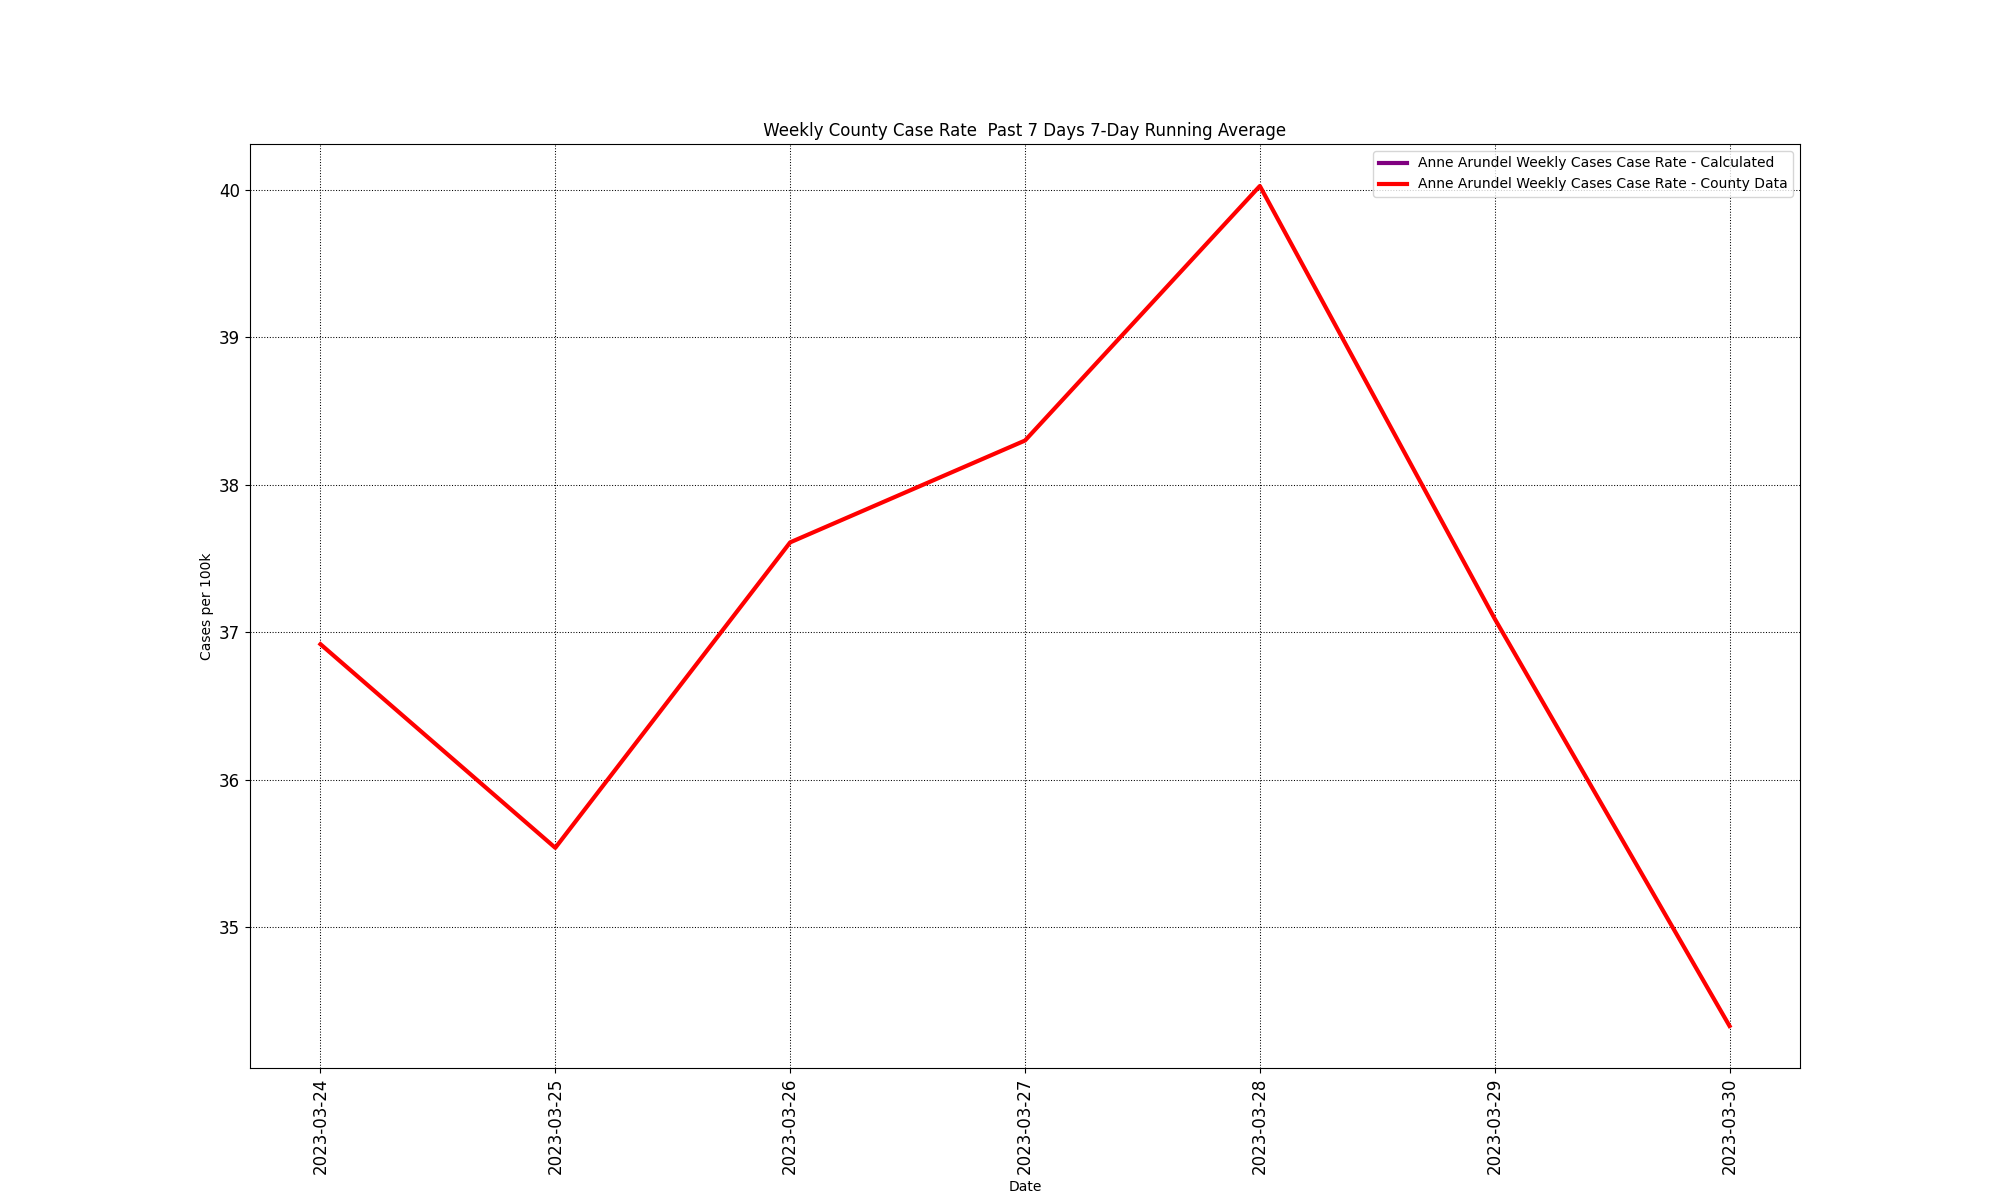 Weekly County Case Rate  Past 7 Days 7-Day Running Average
Anne Arundel Weekly Cases Case Rate - Calculated
Anne Arundel Weekly Cases Case Rate - County Data
Cases per 100k
40
39
38
37
36
35
2023-03-24
2023-03-25
2023-03-26
2023-03-27
2023-03-28
2023-03-29
2023-03-30
Date